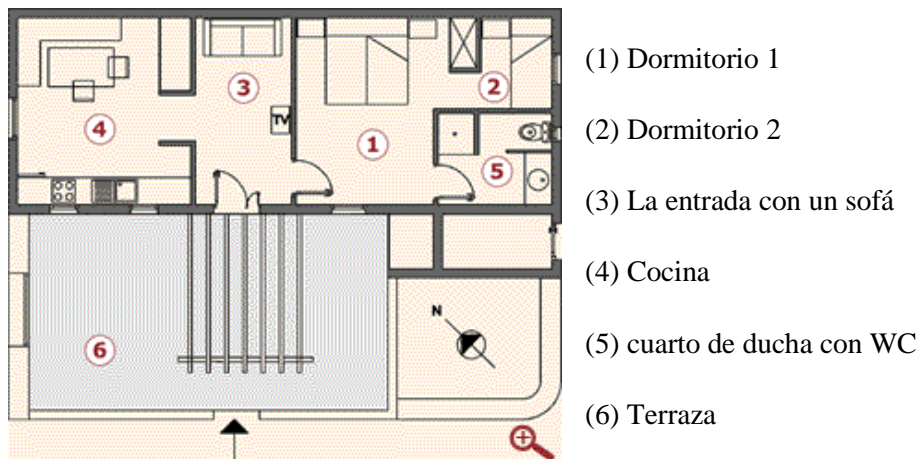 (1) Dormitorio 1
(2) Dormitorio 2
(3) La entrada con un sofá
(4) Cocina
(5) cuarto de ducha con WC
(6) Terraza
3
2
TV
4
1
5
N
6